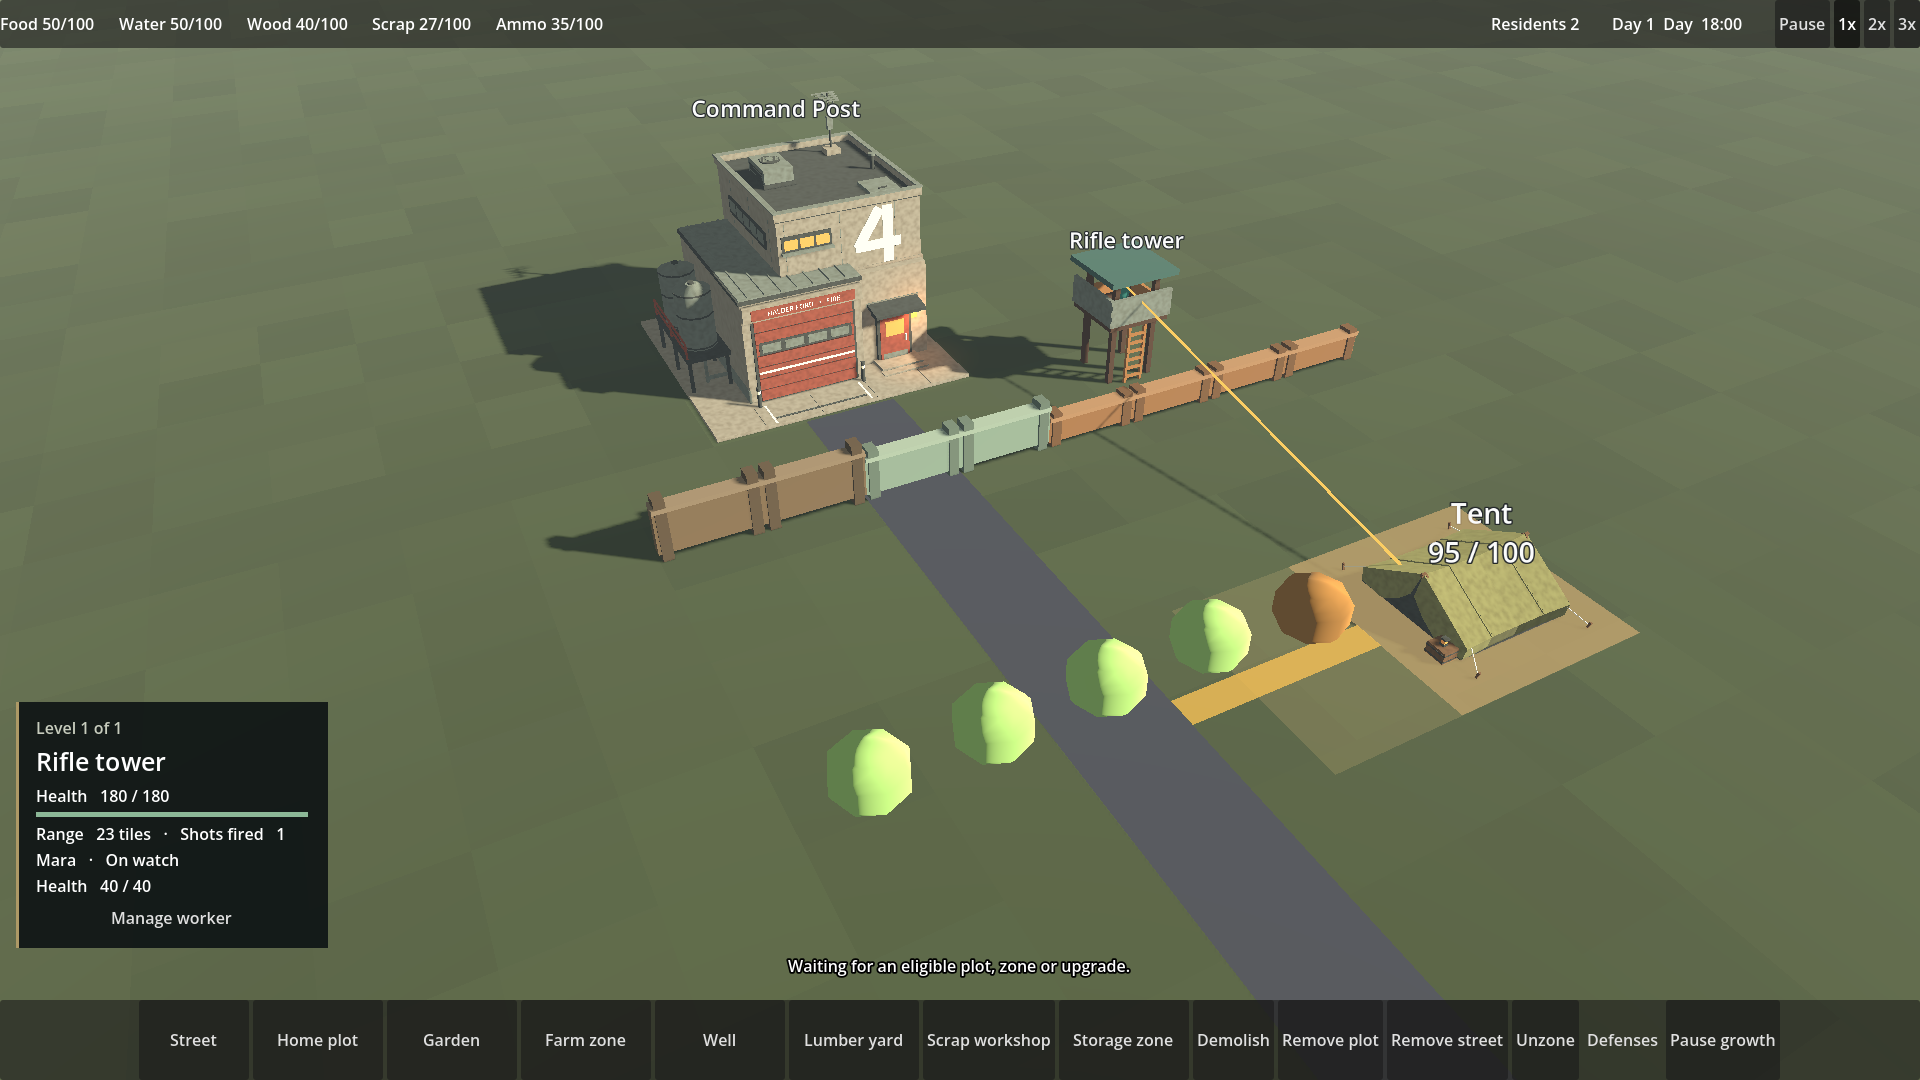 Food 50/100 Water 50/100 Wood 40/100 Scrap 27/100 Ammo 35/100 Residents 2 Day 1 Day 18:00 Pause 1x 2x 3x
Command Post
4
Rifle tower
Tent
95 / 100
Level 1 of 1
Rifle tower
Health 180 / 180
Range 23 tiles · Shots fired 1
Mara · On watch
Health 40 / 40
Manage worker
Waiting for an eligible plot, zone or upgrade.
Street Home plot Garden Farm zone Well Lumber yard Scrap workshop Storage zone Demolish Remove plot Remove street Unzone Defenses Pause growth